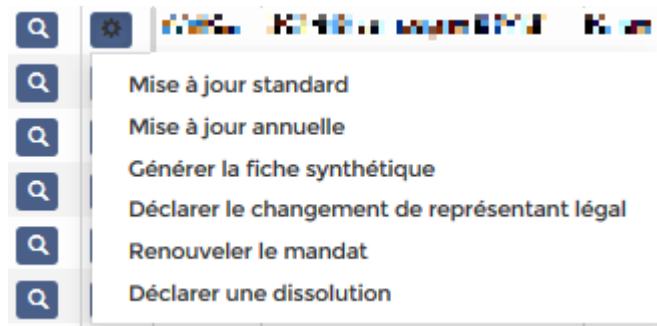 Mise à jour standard
Mise à jour annuelle
Générer la fiche synthétique
Déclarer le changement de représentant légal
Renouveler le mandat
Déclarer une dissolution